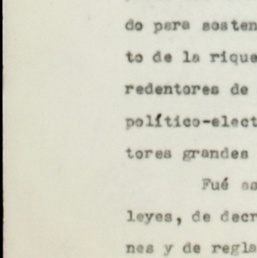 do para sosten
to de la rique
redentores de
político-elect
tores grandes
Fué as
leyes, de decr
nes y de regla